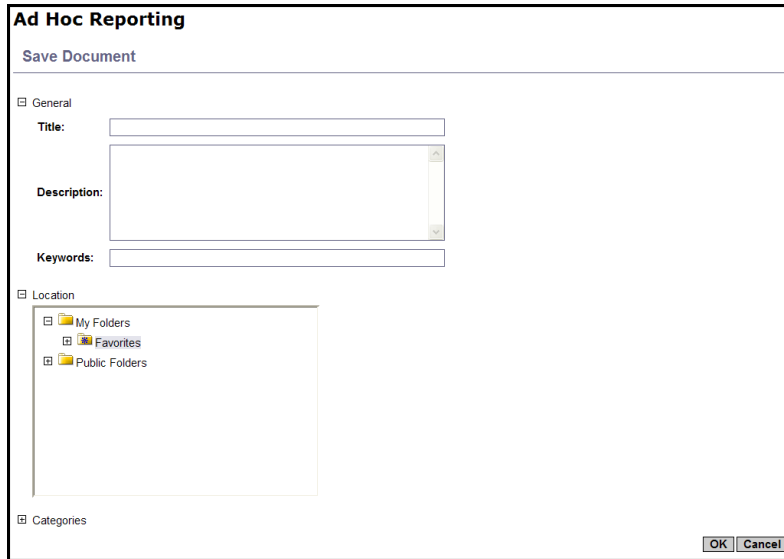 Ad Hoc Reporting
Save Document
General
Title:
Description:
Keywords:
Location
My Folders
Favorites
Public Folders
Categories
OK Cancel